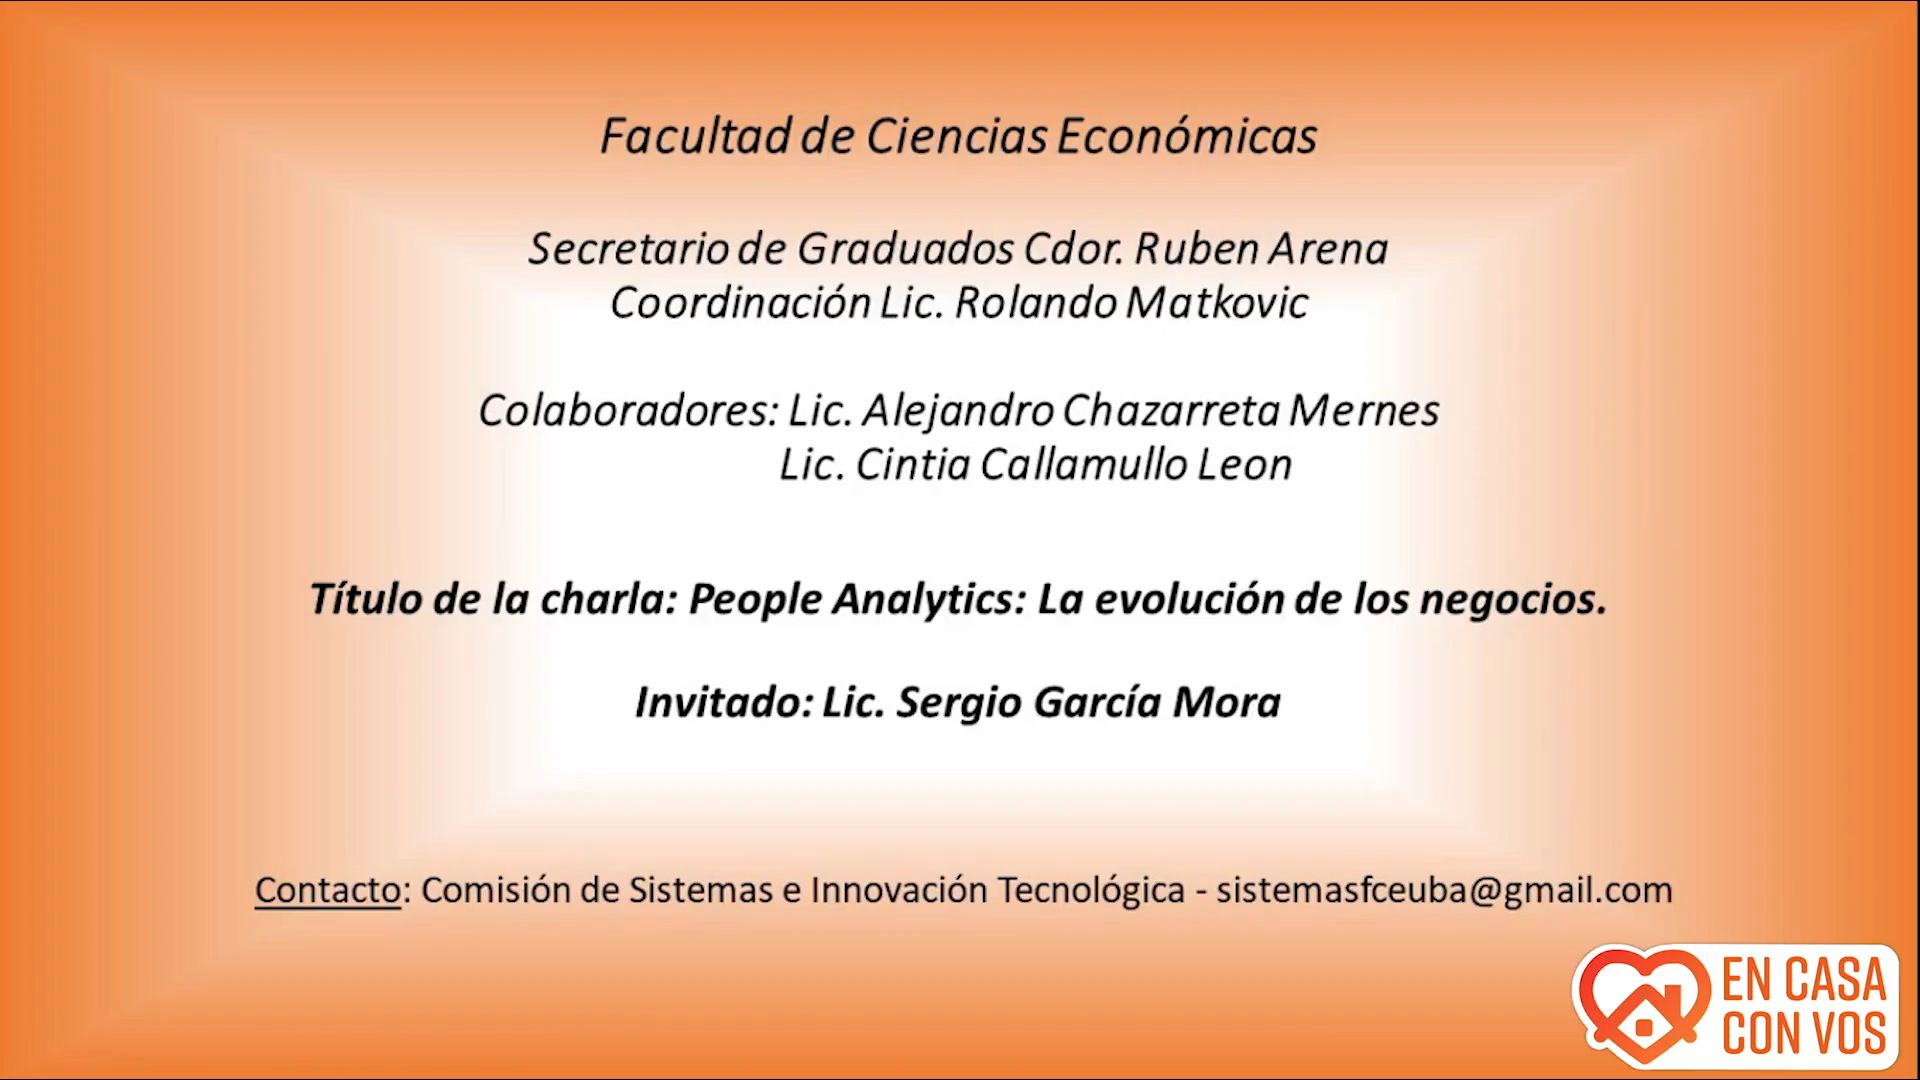 Facultad de Ciencias Económicas
Secretario de Graduados Cdor. Ruben Arena
Coordinación Lic. Rolando Matkovic
Colaboradores: Lic. Alejandro Chazarreta Mernes
Lic. Cintia Callamullo Leon
Título de la charla: People Analytics: La evolución de los negocios.
Invitado: Lic. Sergio García Mora
Contacto: Comisión de Sistemas e Innovación Tecnológica - sistemasfceuba@gmail.com
EN CASA
CON VOS